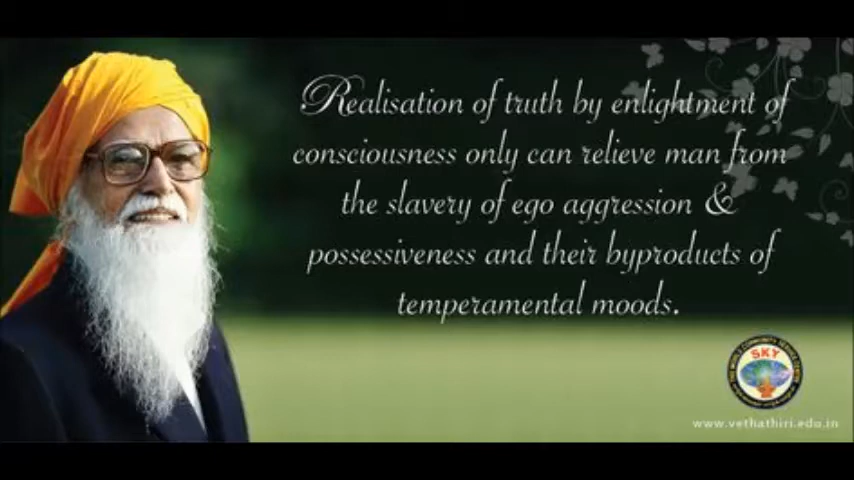 Realisation of truth by enlightment of
consciousness only can relieve man from
the slavery of ego aggression &
possessiveness and their byproducts of
temperamental moods.
SKY
www.vethathiri.edu.in